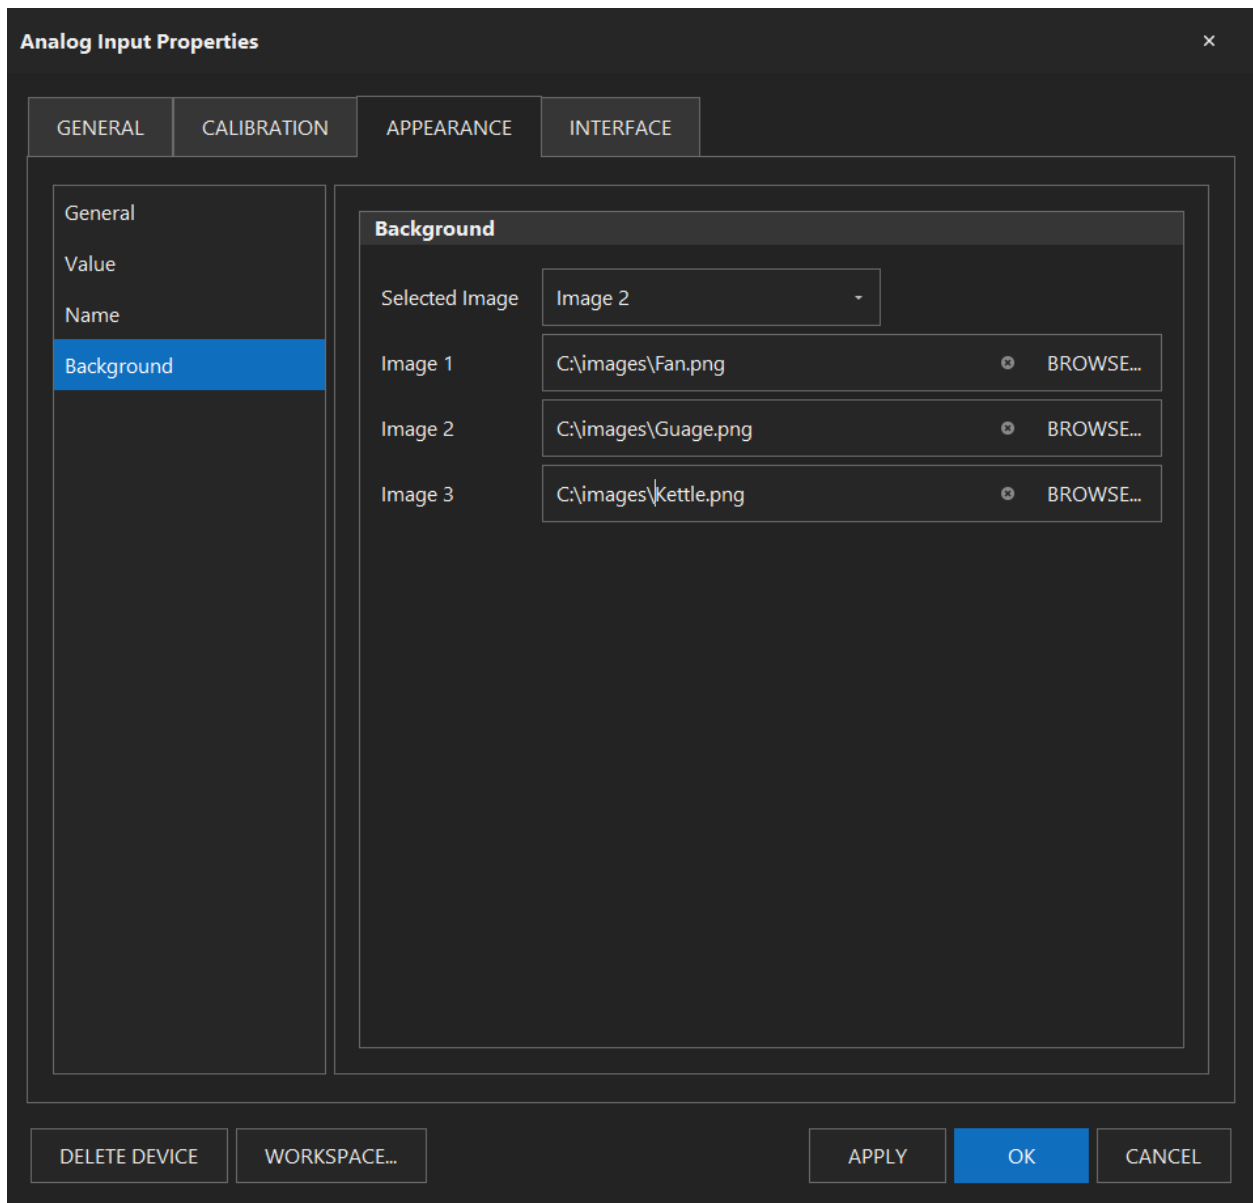 Analog Input Properties
GENERAL CALIBRATION APPEARANCE INTERFACE
General
Value
Name
Background
Background
Selected Image Image 2
Image 1 C:\images\Fan.png BROWSE...
Image 2 C:\images\Guage.png BROWSE...
Image 3 C:\images\Kettle.png BROWSE...
DELETE DEVICE WORKSPACE... APPLY OK CANCEL